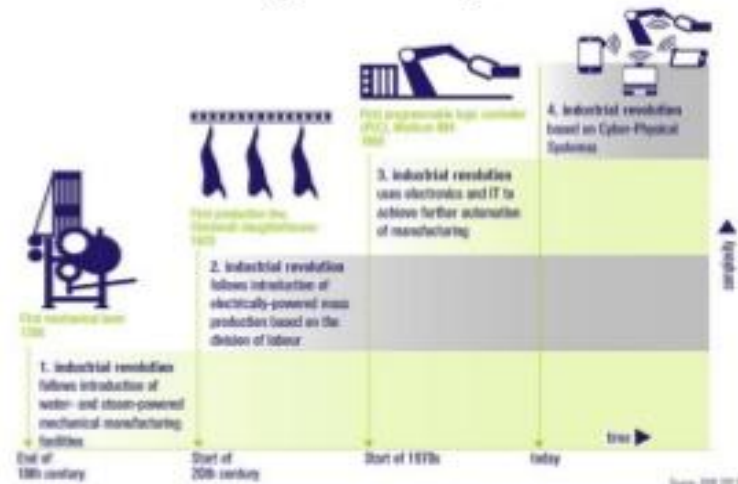 First programmable logic controller
(PLC), Modicon 084
1969
4. industrial revolution
based on Cyber-Physical
Systems
3. industrial revolution
uses electronics and IT to
achieve further automation
of manufacturing
First production line,
Cincinnati slaughterhouses
1870
2. industrial revolution
follows introduction of
electrically-powered mass
production based on the
division of labour
First mechanical loom
1784
1. industrial revolution
follows introduction of
water- and steam-powered
mechanical manufacturing
facilities
complexity
time
End of
18th century
Start of
20th century
Start of 1970s
today